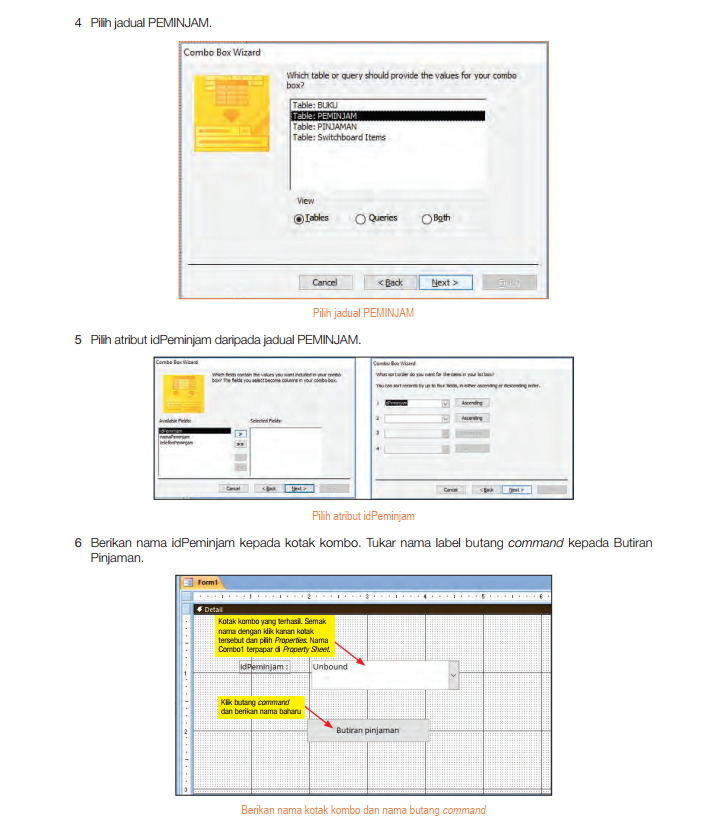 4 Pilih jadual PEMINJAM.
Combo Box Wizard
Which table or query should provide the values for your combo
box?
Table: BUKU
Table: PEMINJAM
Table: PINJAMAN
Table: Switchboard Items
View
Tables Queries Both
Cancel < Back Next > Finish
Pilih jadual PEMINJAM
5 Pilih atribut idPeminjam daripada jadual PEMINJAM.
Combo Box Wizard
Which fields contain the values you want included in your combo
box? The fields you select become columns in your combo box.
Available Fields: Selected Fields:
idPeminjam
namaPeminjam
telefonPeminjam
>
>>
Cancel < Back Next >
Combo Box Wizard
What sort order do you want for the items in your list box?
You can sort records by up to four fields, in either ascending or descending order.
1 idPeminjam Ascending
2 Ascending
3
4
Cancel < Back Next >
Pilih atribut idPeminjam
6 Berikan nama idPeminjam kepada kotak kombo. Tukar nama label butang command kepada Butiran
Pinjaman.
Form1
1 2 3 4 5 6
Detail
Kotak kombo yang terhasil. Semak
nama dengan klik kanan kotak
tersebut dan pilih Properties. Nama
Combo1 terpapar di Property Sheet.
1 idPeminjam : Unbound
Klik butang command
dan berikan nama baharu
2 Butiran pinjaman
3
Berikan nama kotak kombo dan nama butang command